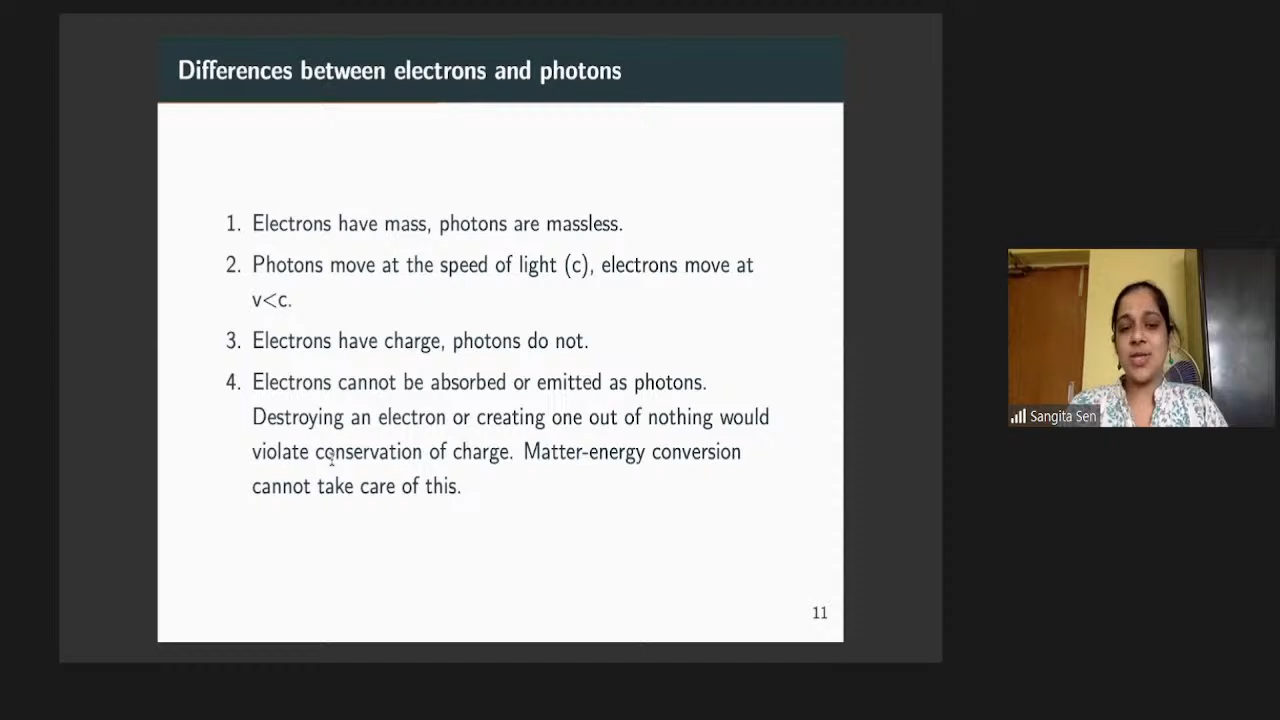 Differences between electrons and photons
1. Electrons have mass, photons are massless.
2. Photons move at the speed of light (c), electrons move at
v<c.
3. Electrons have charge, photons do not.
4. Electrons cannot be absorbed or emitted as photons.
Destroying an electron or creating one out of nothing would
violate conservation of charge. Matter-energy conversion
cannot take care of this.
11
Sangita Sen